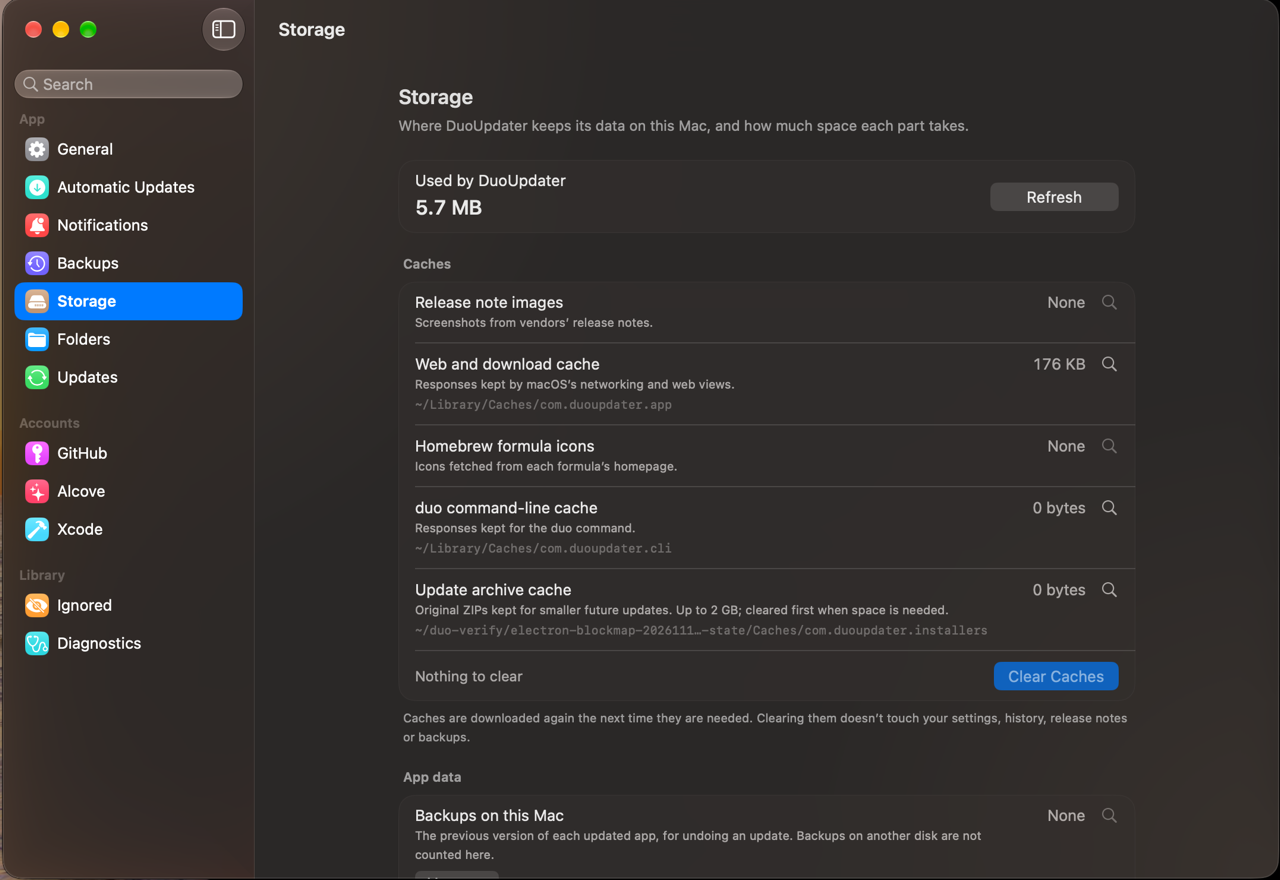 Storage
Search
App
General
Automatic Updates
Notifications
Backups
Storage
Folders
Updates
Accounts
GitHub
Alcove
Xcode
Library
Ignored
Diagnostics
Storage
Where DuoUpdater keeps its data on this Mac, and how much space each part takes.
Used by DuoUpdater
5.7 MB
Refresh
Caches
Release note images
None
Screenshots from vendors’ release notes.
Web and download cache
176 KB
Responses kept by macOS’s networking and web views.
~/Library/Caches/com.duoupdater.app
Homebrew formula icons
None
Icons fetched from each formula’s homepage.
duo command-line cache
0 bytes
Responses kept for the duo command.
~/Library/Caches/com.duoupdater.cli
Update archive cache
0 bytes
Original ZIPs kept for smaller future updates. Up to 2 GB; cleared first when space is needed.
~/duo-verify/electron-blockmap-2026111…-state/Caches/com.duoupdater.installers
Nothing to clear
Clear Caches
Caches are downloaded again the next time they are needed. Clearing them doesn’t touch your settings, history, release notes
or backups.
App data
Backups on this Mac
None
The previous version of each updated app, for undoing an update. Backups on another disk are not
counted here.